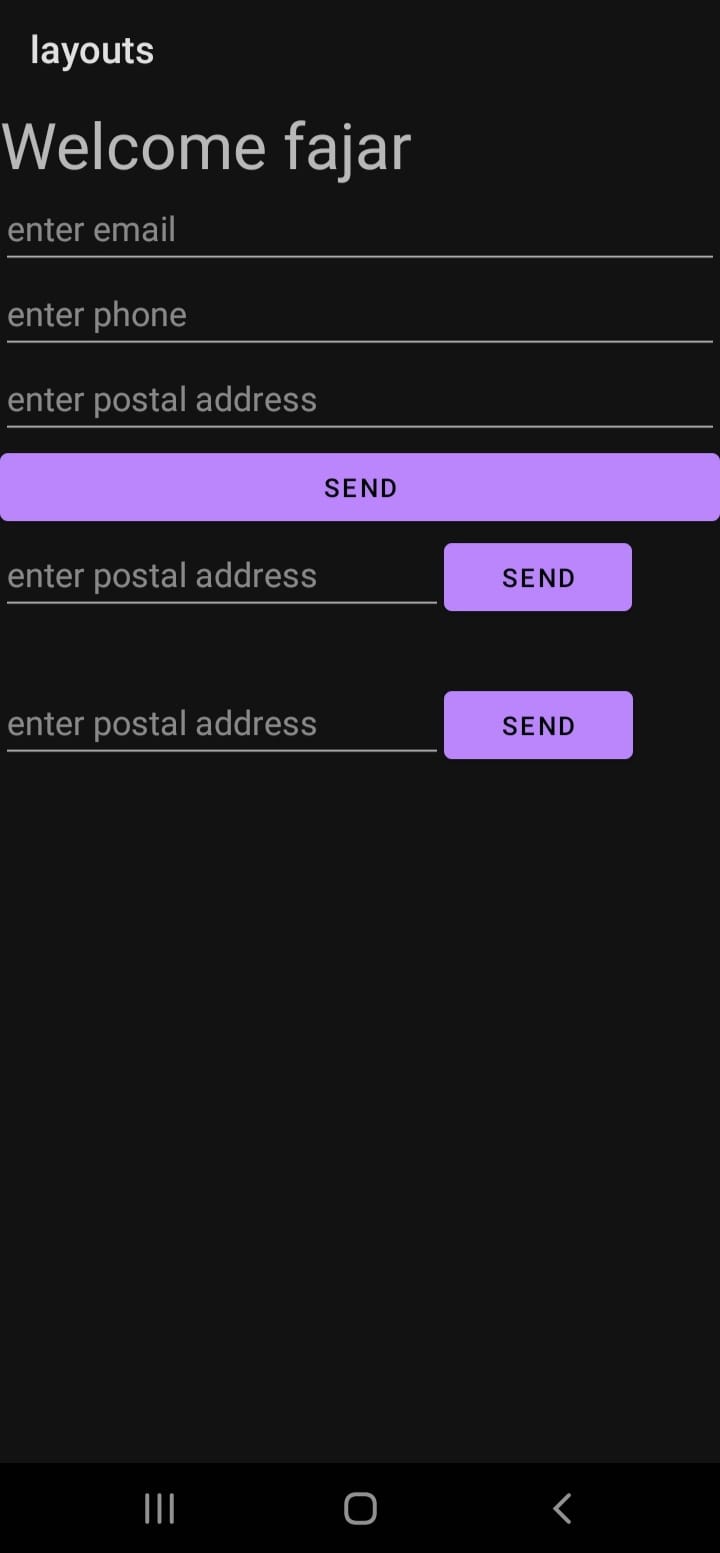 layouts
Welcome fajar
enter email
enter phone
enter postal address
SEND
enter postal address SEND
enter postal address SEND